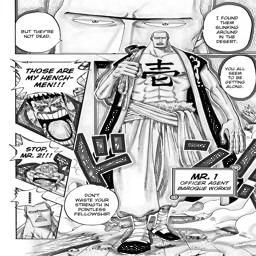 I FOUND
THEM
SLINKING
AROUND
IN THE
DESERT.
BUT THEY'RE
NOT DEAD.
YOU ALL
SEEM
TO BE
GETTING
ALONG.
THOSE ARE
MY HENCH-
MEN!!!
壱
STOP,
MR. 2!!!
MR. 1
OFFICER AGENT
BAROQUE WORKS
DON'T
WASTE YOUR
STRENGTH IN
POINTLESS
FELLOWSHIP.